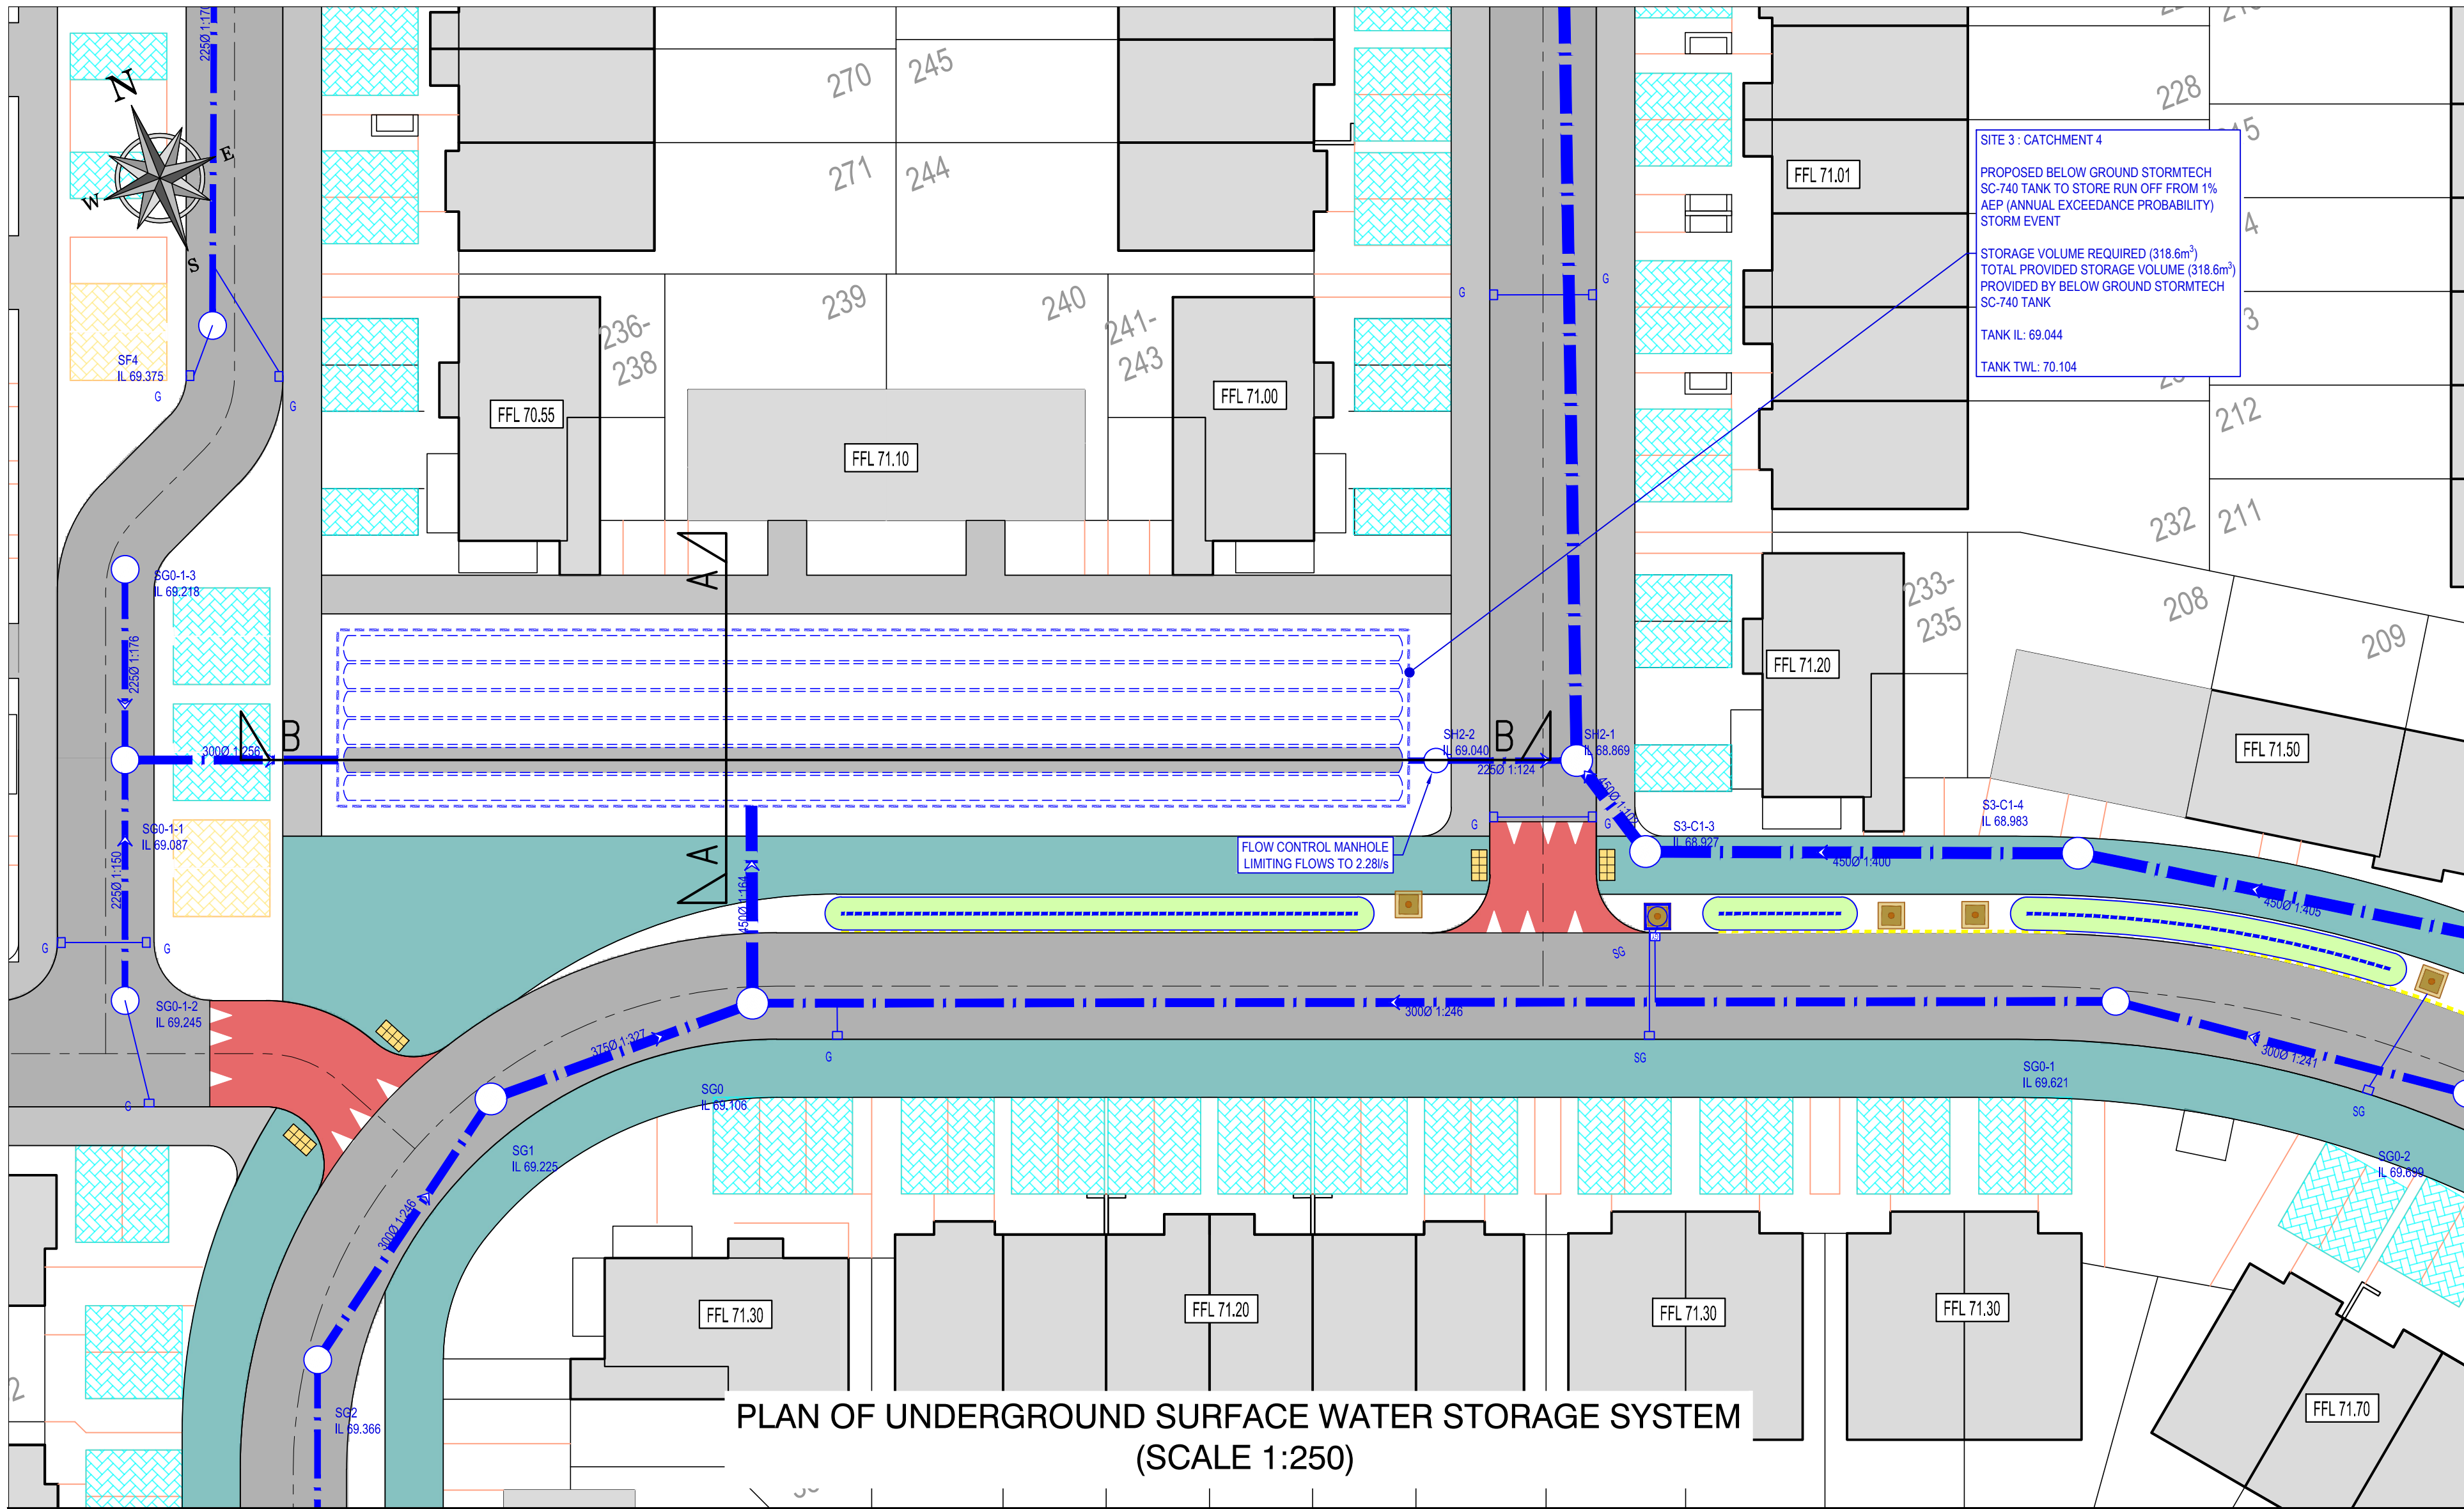 225Ø 1:170
N
E
W
S
270
245
271
244
228
FFL 71.01
SITE 3 : CATCHMENT 4
PROPOSED BELOW GROUND STORMTECH
SC-740 TANK TO STORE RUN OFF FROM 1%
AEP (ANNUAL EXCEEDANCE PROBABILITY)
STORM EVENT
STORAGE VOLUME REQUIRED (318.6m³)
TOTAL PROVIDED STORAGE VOLUME (318.6m³)
PROVIDED BY BELOW GROUND STORMTECH
SC-740 TANK
TANK IL: 69.044
TANK TWL: 70.104
SF4
IL 69.375
G
G
236-
238
239
240
241-
243
G
G
FFL 70.55
FFL 71.10
FFL 71.00
212
232
211
A
SG0-1-3
IL 69.218
225Ø 1:176
233-
235
208
209
FFL 71.20
FFL 71.50
B
300Ø 1:256
SH2-2
IL 69.040
B
225Ø 1:124
SH2-1
IL 68.869
SG0-1-1
IL 69.087
225Ø 1:150
A
450Ø 1:164
FLOW CONTROL MANHOLE
LIMITING FLOWS TO 2.28l/s
G
G
S3-C1-3
IL 68.927
450Ø 1:400
S3-C1-4
IL 68.983
450Ø 1:405
G
G
SG
SG0-1-2
IL 69.245
G
375Ø 1:327
G
300Ø 1:246
SG
SG0-1
IL 69.621
300Ø 1:241
SG
SG0
IL 69.106
SG1
IL 69.225
SG0-2
IL 69.699
300Ø 1:246
FFL 71.30
FFL 71.20
FFL 71.30
FFL 71.30
FFL 71.70
SG2
IL 69.366
PLAN OF UNDERGROUND SURFACE WATER STORAGE SYSTEM
(SCALE 1:250)